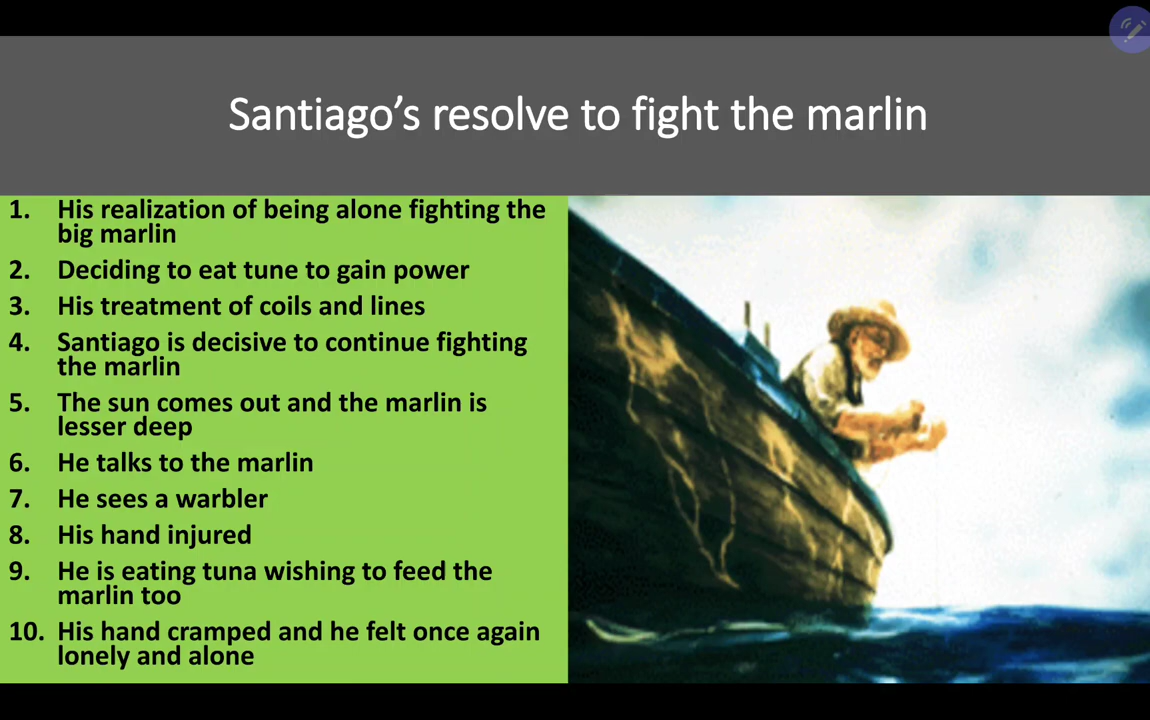 Santiago’s resolve to fight the marlin
1. His realization of being alone fighting the
big marlin
2. Deciding to eat tune to gain power
3. His treatment of coils and lines
4. Santiago is decisive to continue fighting
the marlin
5. The sun comes out and the marlin is
lesser deep
6. He talks to the marlin
7. He sees a warbler
8. His hand injured
9. He is eating tuna wishing to feed the
marlin too
10. His hand cramped and he felt once again
lonely and alone